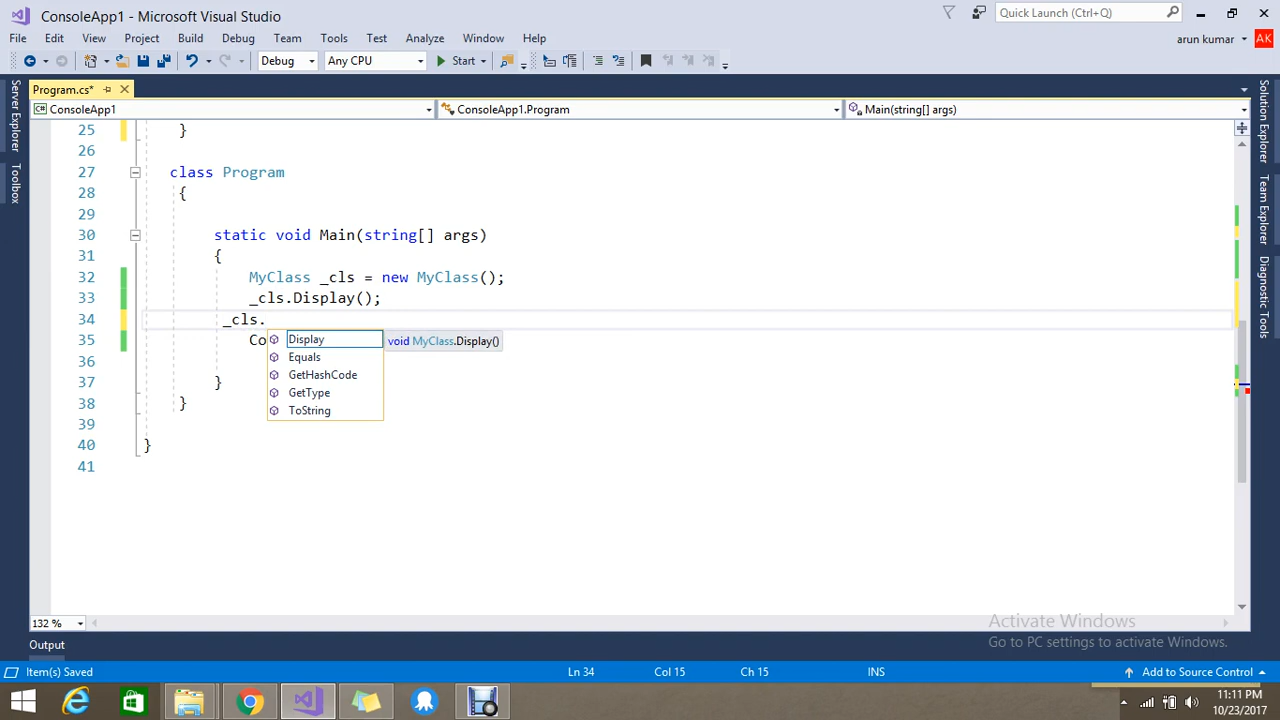 ConsoleApp1 - Microsoft Visual Studio
Quick Launch (Ctrl+Q)
File Edit View Project Build Debug Team Tools Test Analyze Window Help
arun kumar AK
Debug Any CPU Start
Program.cs*
ConsoleApp1 ConsoleApp1.Program Main(string[] args)
Server Explorer
Toolbox
Solution Explorer
Team Explorer
Diagnostic Tools
25 }
26
27 class Program
28 {
29
30 static void Main(string[] args)
31 {
32 MyClass _cls = new MyClass();
33 _cls.Display();
34 _cls.
35 Co
36
37 }
38 }
39
40 }
41
Display void MyClass.Display()
Equals
GetHashCode
GetType
ToString
Activate Windows
Go to PC settings to activate Windows.
132 %
Output
Item(s) Saved Ln 34 Col 15 Ch 15 INS Add to Source Control
11:11 PM
10/23/2017